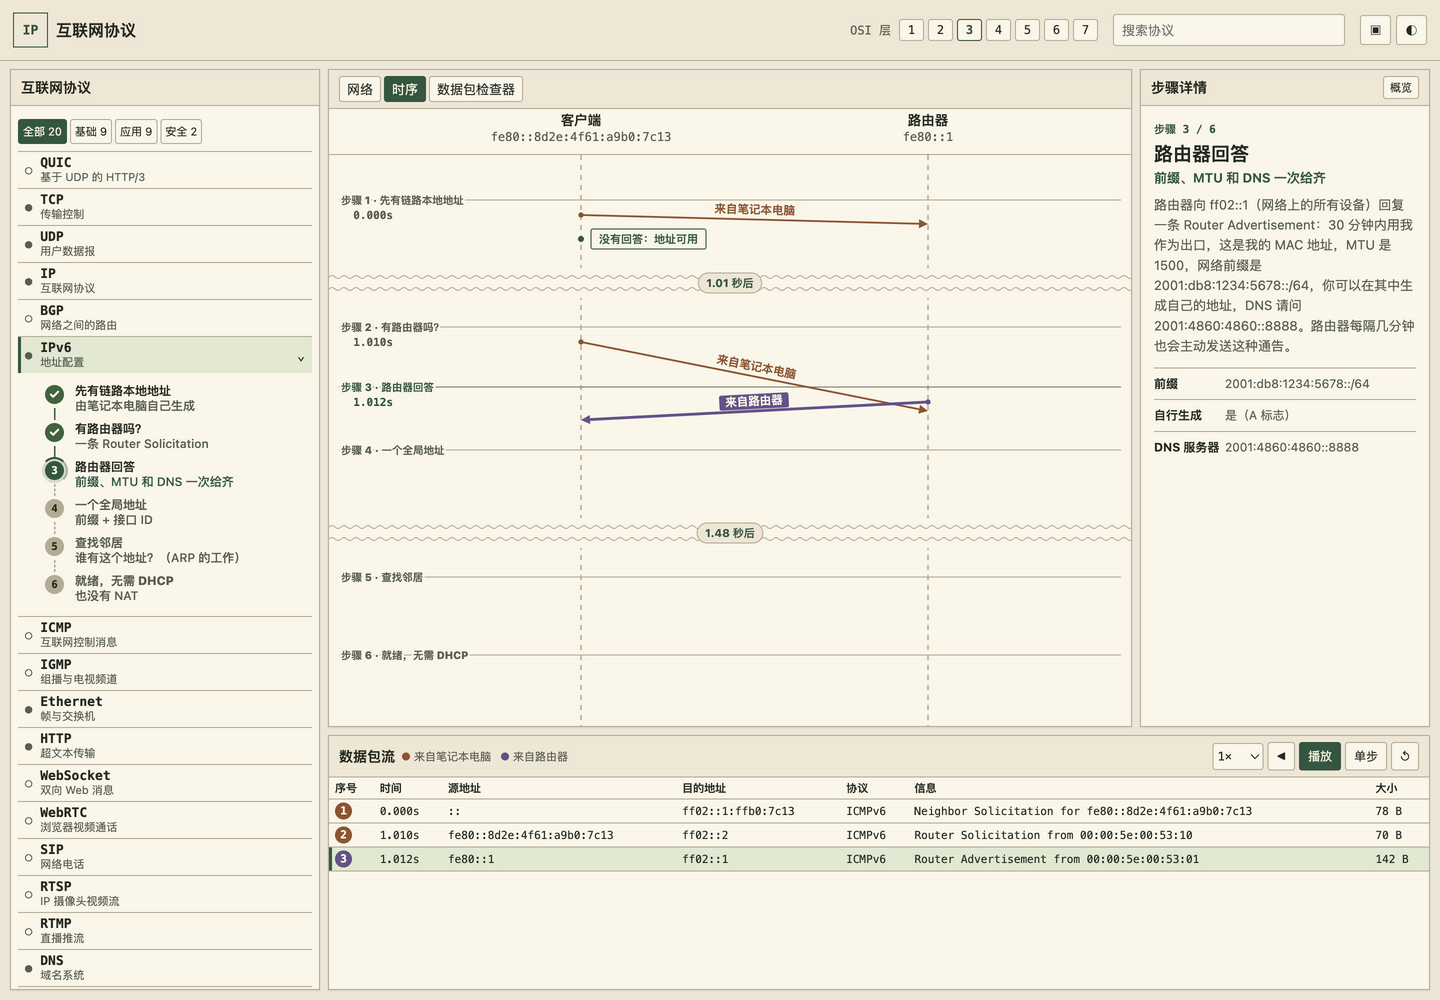 IP 互联网协议
OSI 层 1 2 3 4 5 6 7
搜索协议
互联网协议
全部 20 基础 9 应用 9 安全 2
QUIC
基于 UDP 的 HTTP/3
TCP
传输控制
UDP
用户数据报
IP
互联网协议
BGP
网络之间的路由
IPv6
地址配置
先有链路本地地址
由笔记本电脑自己生成
有路由器吗?
一条 Router Solicitation
3 路由器回答
前缀、MTU 和 DNS 一次给齐
4 一个全局地址
前缀 + 接口 ID
5 查找邻居
谁有这个地址？（ARP 的工作）
6 就绪，无需 DHCP
也没有 NAT
ICMP
互联网控制消息
IGMP
组播与电视频道
Ethernet
帧与交换机
HTTP
超文本传输
WebSocket
双向 Web 消息
WebRTC
浏览器视频通话
SIP
网络电话
RTSP
IP 摄像头视频流
RTMP
直播推流
DNS
域名系统
网络 时序 数据包检查器
客户端
fe80::8d2e:4f61:a9b0:7c13
路由器
fe80::1
步骤 1 · 先有链路本地地址
0.000s
来自笔记本电脑
没有回答：地址可用
1.01 秒后
步骤 2 · 有路由器吗?
1.010s
来自笔记本电脑
步骤 3 · 路由器回答
1.012s
来自路由器
步骤 4 · 一个全局地址
1.48 秒后
步骤 5 · 查找邻居
步骤 6 · 就绪，无需 DHCP
步骤详情 概览
步骤 3 / 6
路由器回答
前缀、MTU 和 DNS 一次给齐
路由器向 ff02::1（网络上的所有设备）回复
一条 Router Advertisement：30 分钟内用我
作为出口，这是我的 MAC 地址，MTU 是
1500，网络前缀是
2001:db8:1234:5678::/64，你可以在其中生
成自己的地址，DNS 请问
2001:4860:4860::8888。路由器每隔几分钟
也会主动发送这种通告。
前缀 2001:db8:1234:5678::/64
自行生成 是（A 标志）
DNS 服务器 2001:4860:4860::8888
数据包流 来自笔记本电脑 来自路由器
1× 播放 单步
序号 时间 源地址 目的地址 协议 信息 大小
1 0.000s :: ff02::1:ffb0:7c13 ICMPv6 Neighbor Solicitation for fe80::8d2e:4f61:a9b0:7c13 78 B
2 1.010s fe80::8d2e:4f61:a9b0:7c13 ff02::2 ICMPv6 Router Solicitation from 00:00:5e:00:53:10 70 B
3 1.012s fe80::1 ff02::1 ICMPv6 Router Advertisement from 00:00:5e:00:53:01 142 B